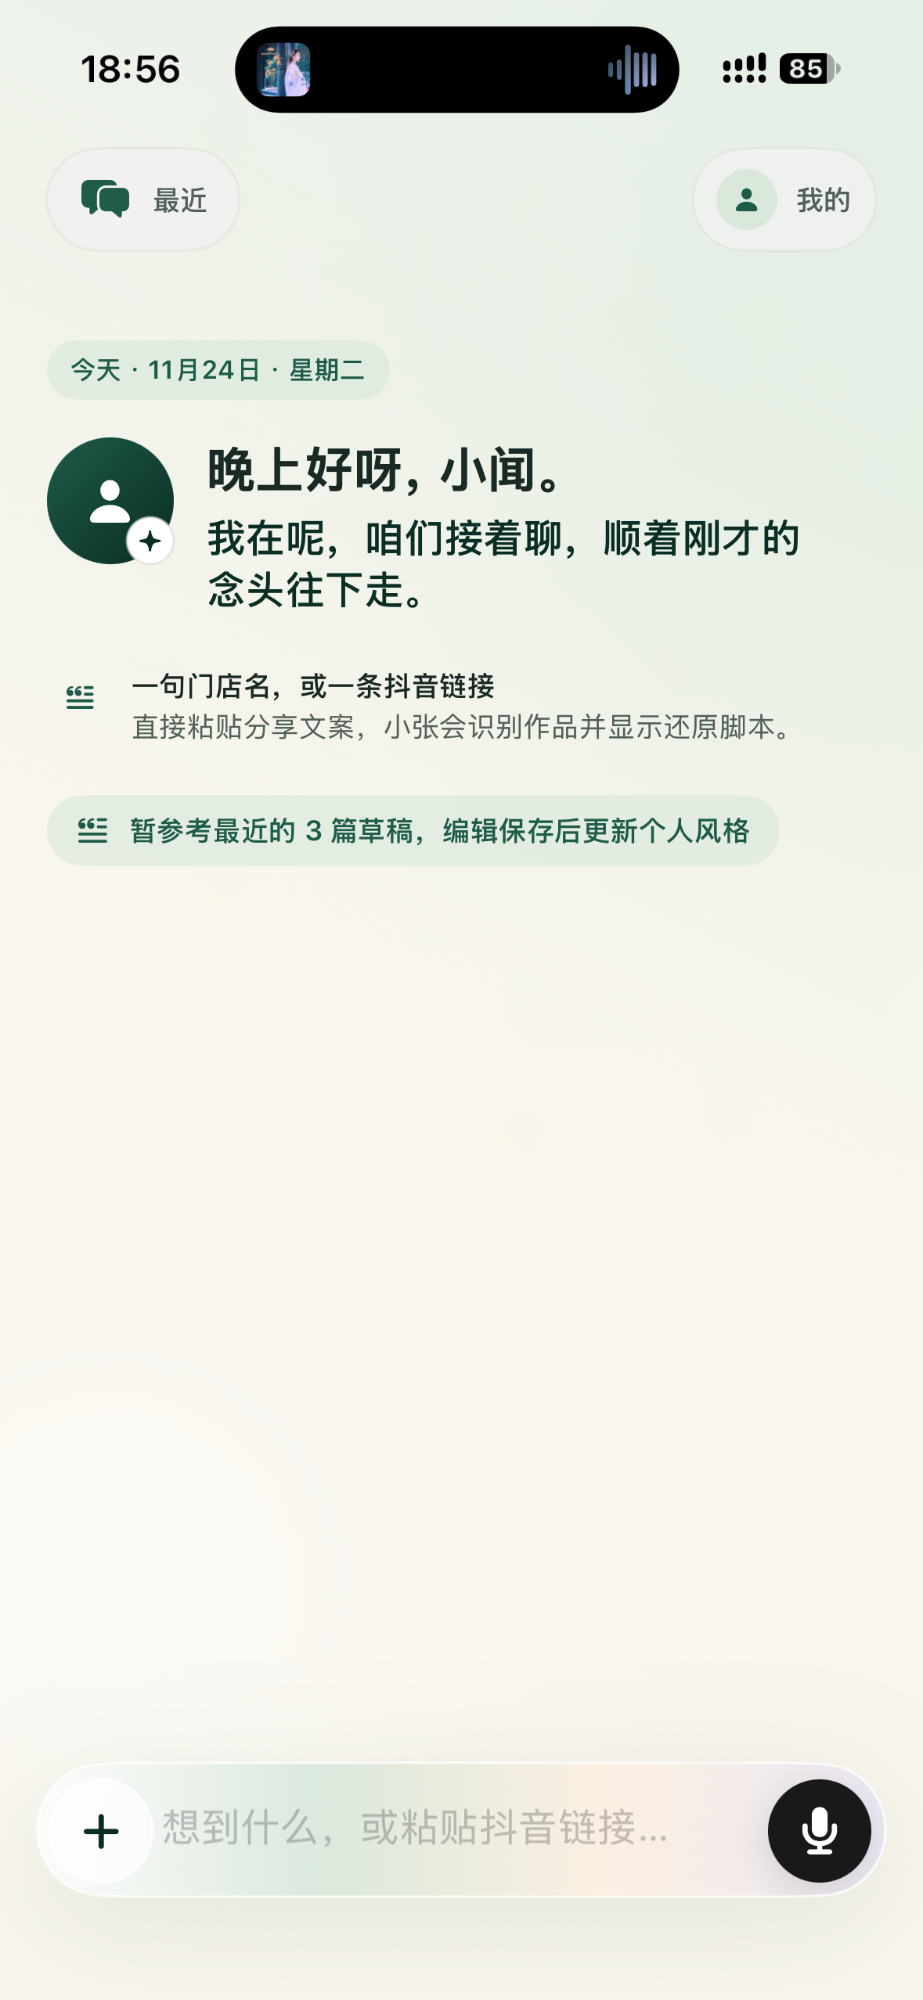 18:56
85
最近
我的
今天 · 11月24日 · 星期二
晚上好呀，小闻。
我在呢，咱们接着聊，顺着刚才的
念头往下走。
一句门店名，或一条抖音链接
直接粘贴分享文案，小张会识别作品并显示还原脚本。
暂参考最近的 3 篇草稿，编辑保存后更新个人风格
想到什么，或粘贴抖音链接...